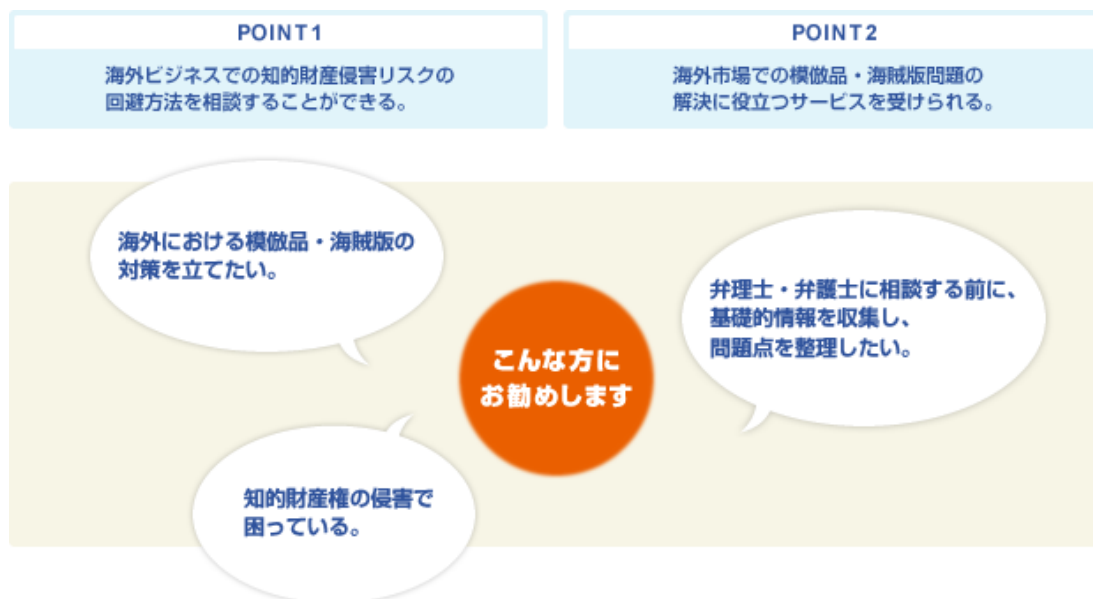 POINT1
海外ビジネスでの知的財産侵害リスクの
回避方法を相談することができる。
POINT2
海外市場での模倣品・海賊版問題の
解決に役立つサービスを受けられる。
海外における模倣品・海賊版の
対策を立てたい。
こんな方に
お勧めします
弁理士・弁護士に相談する前に、
基礎的情報を収集し、
問題点を整理したい。
知的財産権の侵害で
困っている。